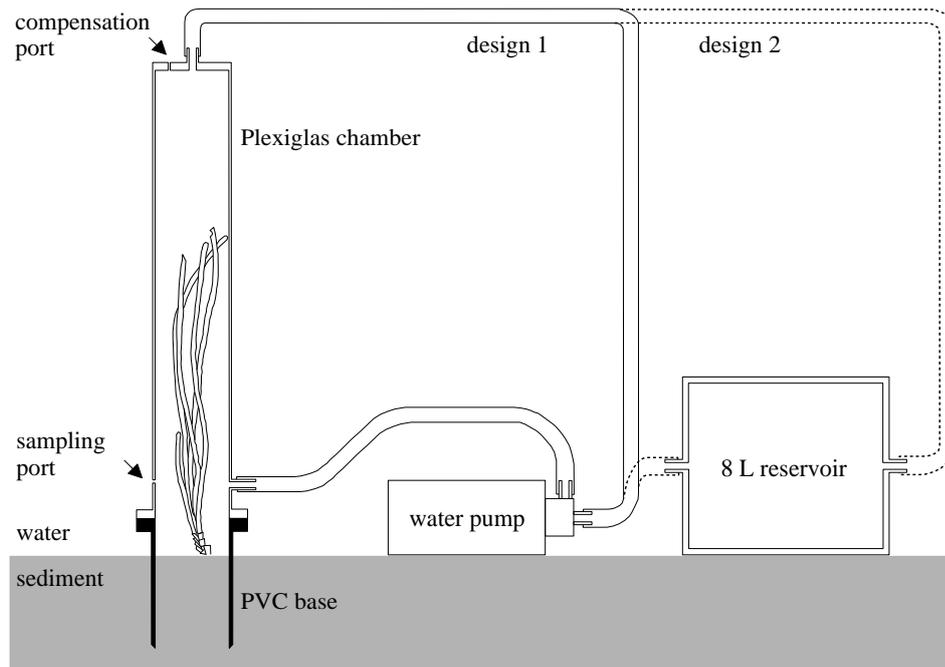 compensation
port
design 1
design 2
Plexiglas chamber
sampling
port
8 L reservoir
water pump
water
sediment
PVC base